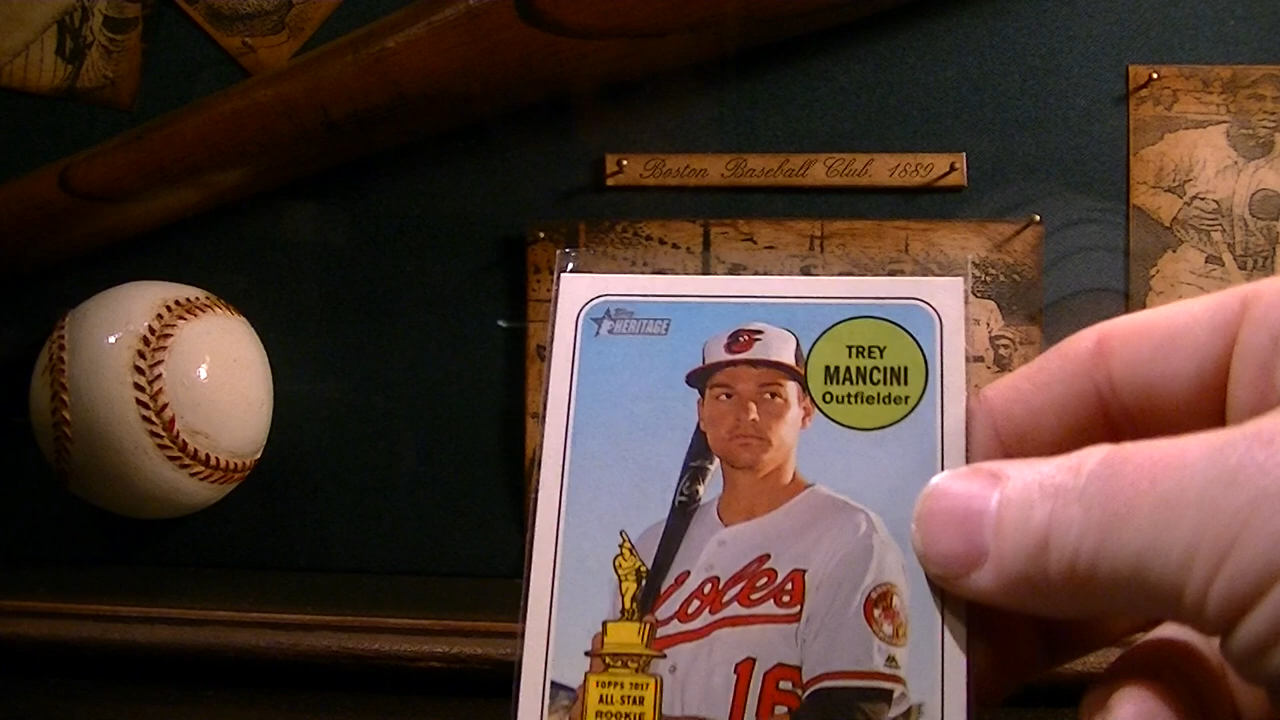 Boston Baseball Club. 1889
Topps
HERITAGE
TREY
MANCINI
Outfielder
ioles
16
TOPPS 2017
ALL-STAR
ROOKIE